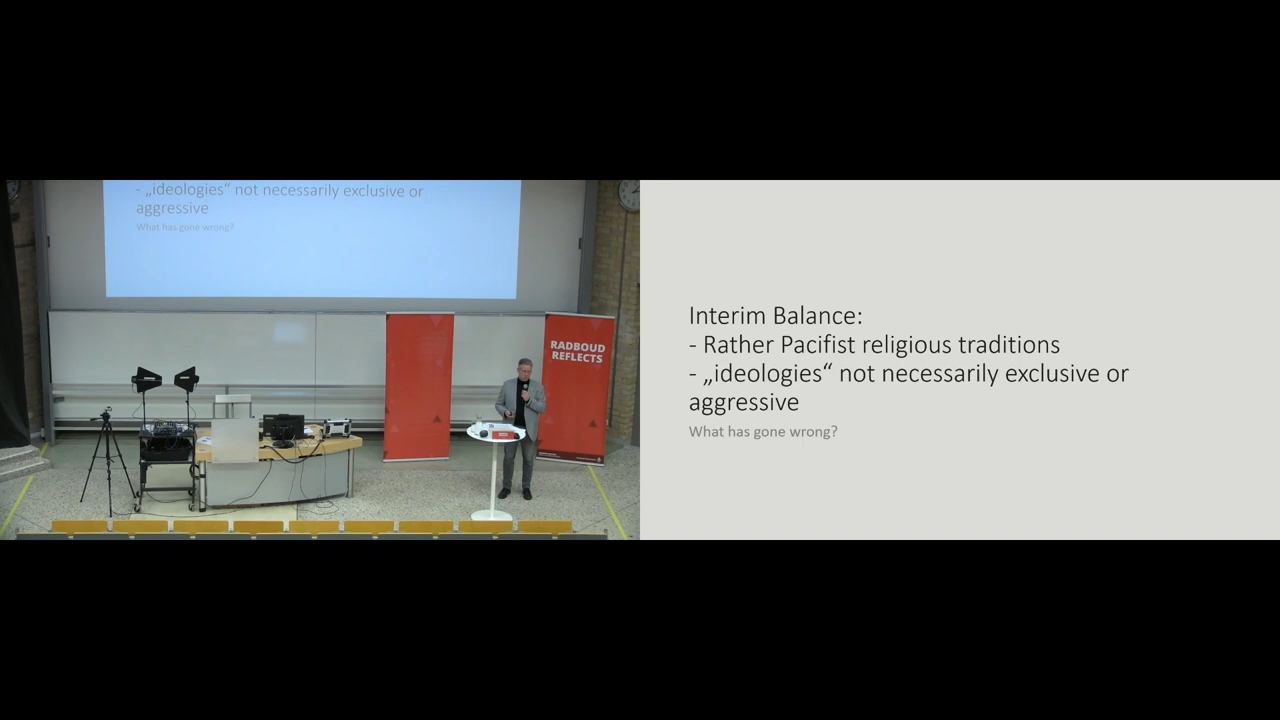 - „ideologies“ not necessarily exclusive or
aggressive
What has gone wrong?
RADBOUD
REFLECTS
Interim Balance:
- Rather Pacifist religious traditions
- „ideologies“ not necessarily exclusive or
aggressive
What has gone wrong?